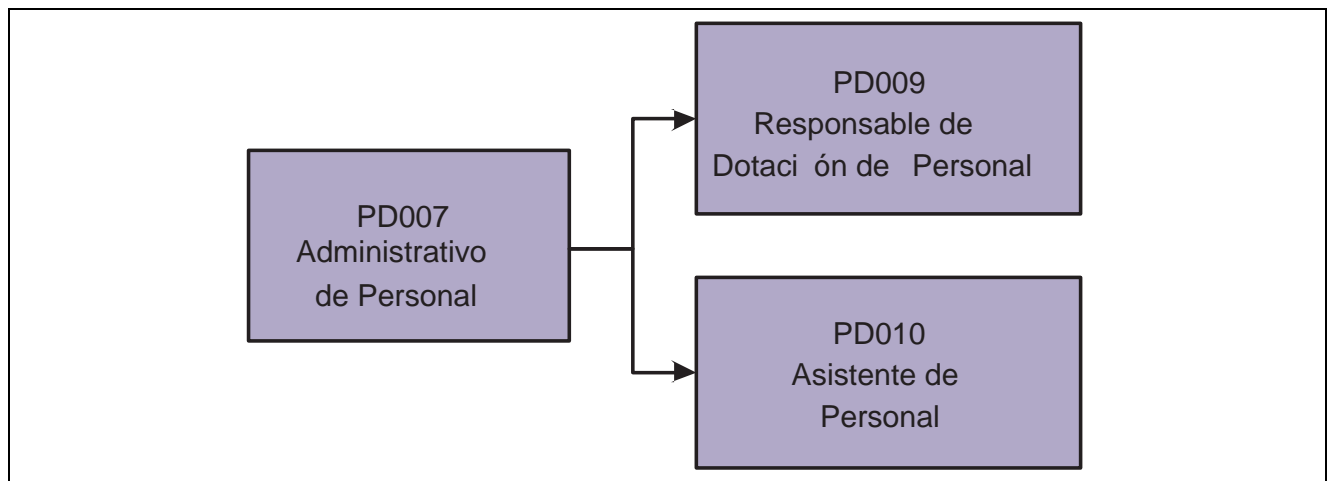 PD007
Administrativo
de Personal
PD009
Responsable de
Dotaci ón de Personal
PD010
Asistente de
Personal